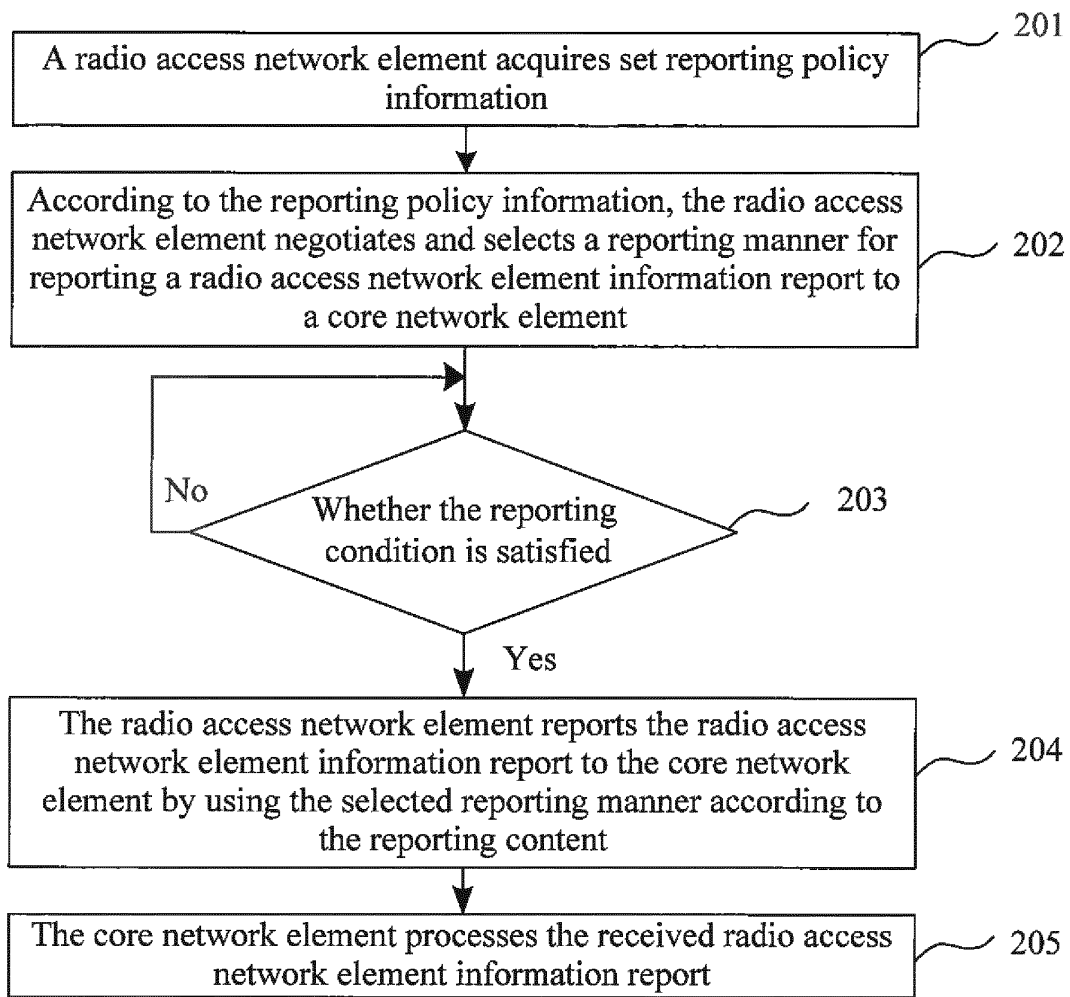 201
A radio access network element acquires set reporting policy
information
According to the reporting policy information, the radio access
network element negotiates and selects a reporting manner for
reporting a radio access network element information report to
a core network element
202
No
Whether the reporting
condition is satisfied
203
Yes
The radio access network element reports the radio access
network element information report to the core network
element by using the selected reporting manner according to
the reporting content
204
The core network element processes the received radio access
network element information report
205